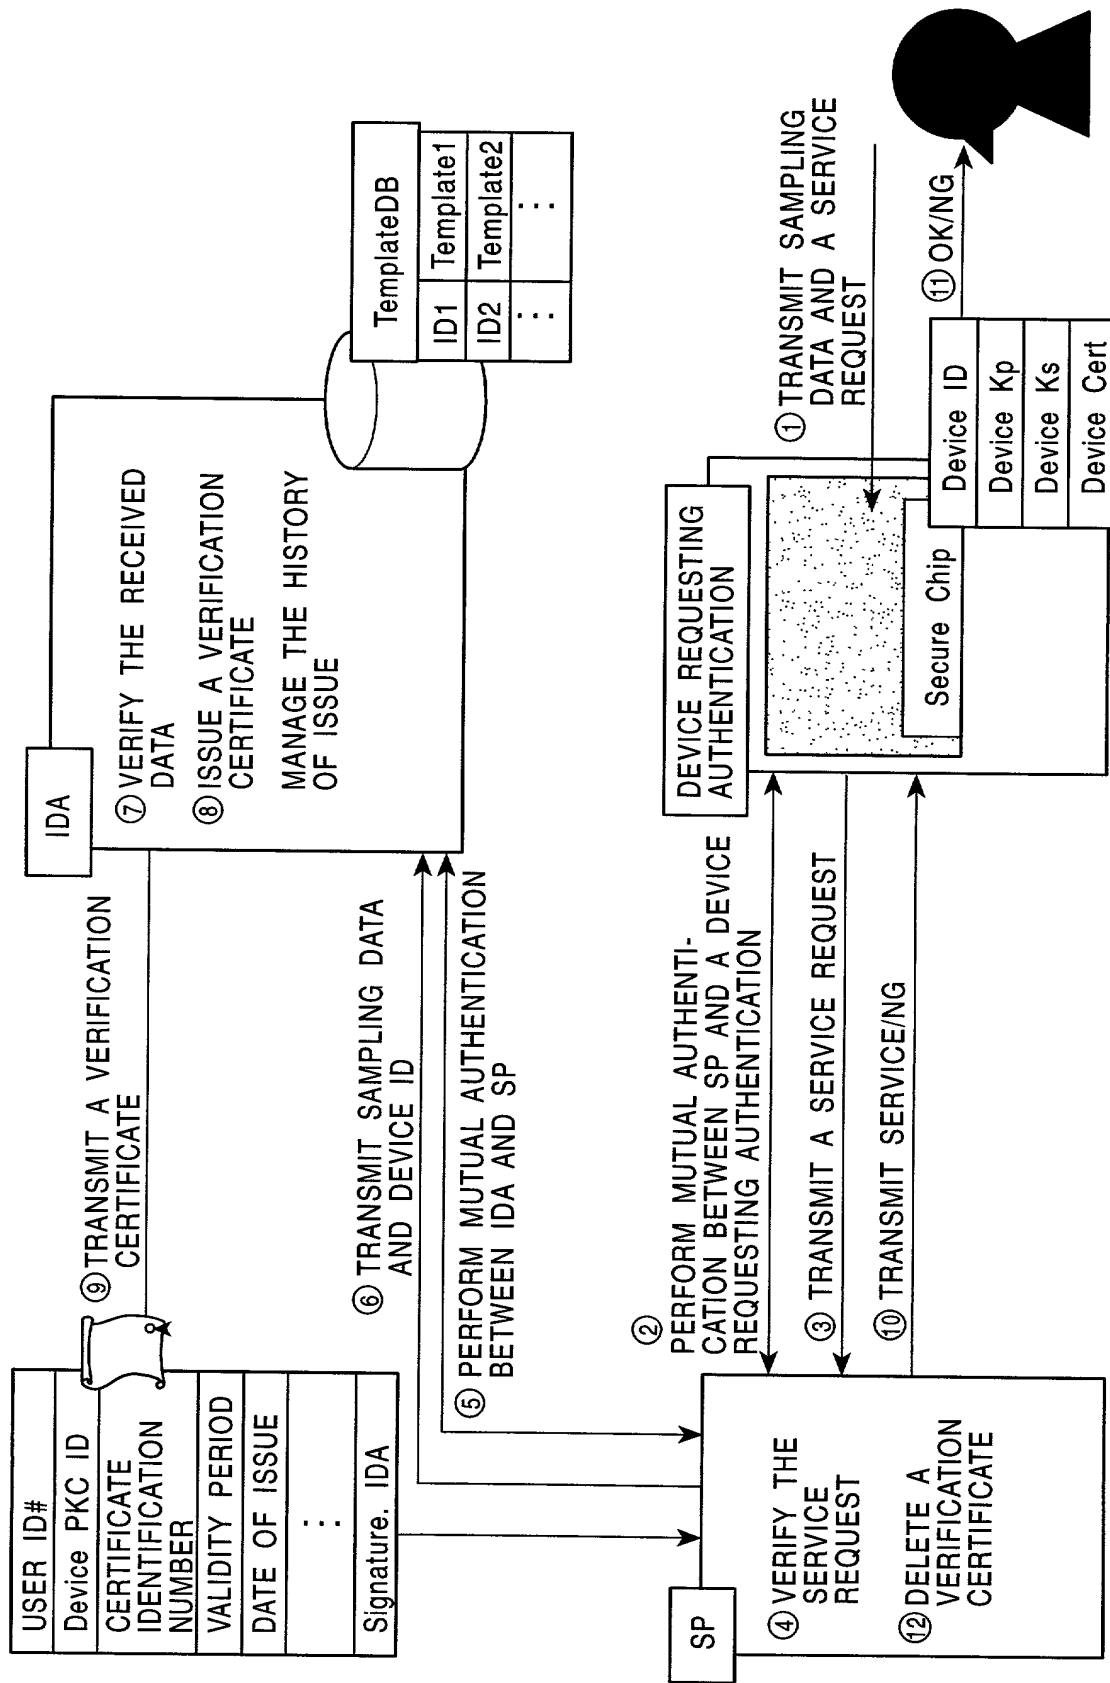 USER ID#
Device PKC ID
CERTIFICATE
IDENTIFICATION
NUMBER
VALIDITY PERIOD
DATE OF ISSUE
...
Signature. IDA
⑨ TRANSMIT A VERIFICATION
CERTIFICATE
IDA
⑦ VERIFY THE RECEIVED
DATA
⑧ ISSUE A VERIFICATION
CERTIFICATE
MANAGE THE HISTORY
OF ISSUE
TemplateDB
ID1 Template1
ID2 Template2
... ...
⑥ TRANSMIT SAMPLING DATA
AND DEVICE ID
⑤ PERFORM MUTUAL AUTHENTICATION
BETWEEN IDA AND SP
SP
④ VERIFY THE
SERVICE
REQUEST
⑫ DELETE A
VERIFICATION
CERTIFICATE
②
PERFORM MUTUAL AUTHENTI-
CATION BETWEEN SP AND A DEVICE
REQUESTING AUTHENTICATION
③ TRANSMIT A SERVICE REQUEST
⑩ TRANSMIT SERVICE/NG
DEVICE REQUESTING
AUTHENTICATION
Secure Chip
Device ID
Device Kp
Device Ks
Device Cert
① TRANSMIT SAMPLING
DATA AND A SERVICE
REQUEST
⑪ OK/NG